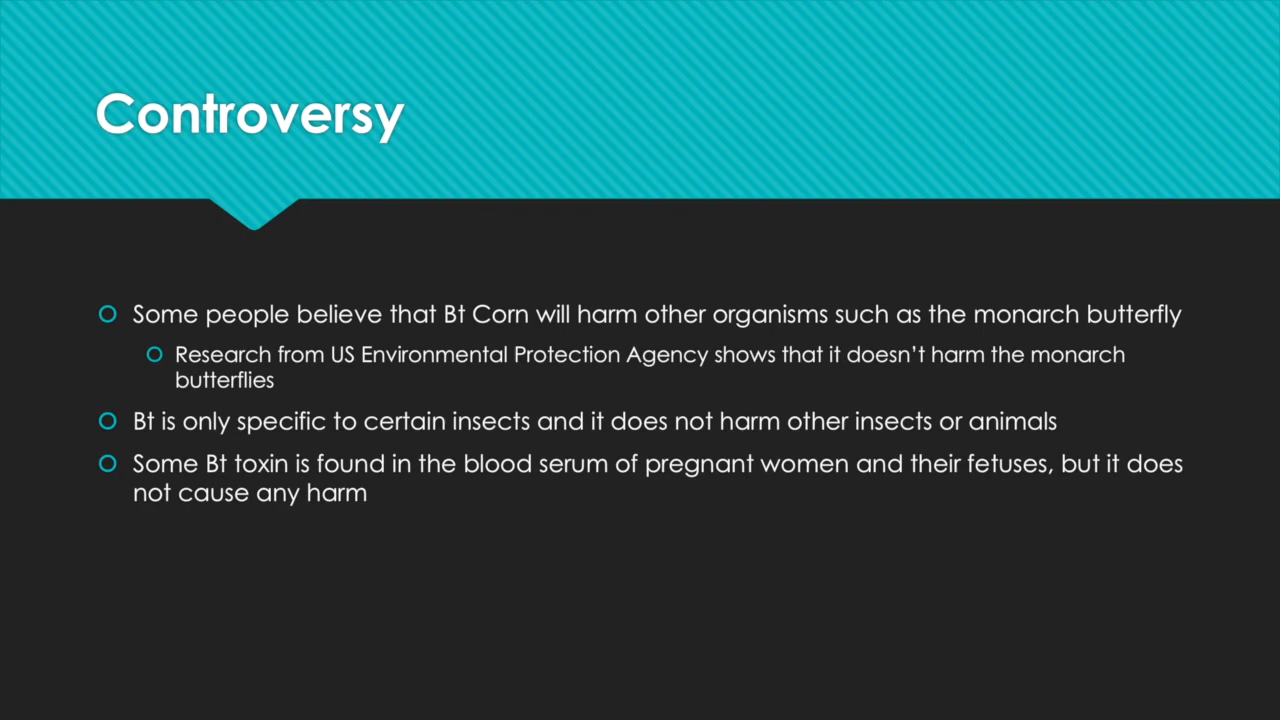 Controversy
Some people believe that Bt Corn will harm other organisms such as the monarch butterfly
Research from US Environmental Protection Agency shows that it doesn’t harm the monarch
butterflies
Bt is only specific to certain insects and it does not harm other insects or animals
Some Bt toxin is found in the blood serum of pregnant women and their fetuses, but it does
not cause any harm